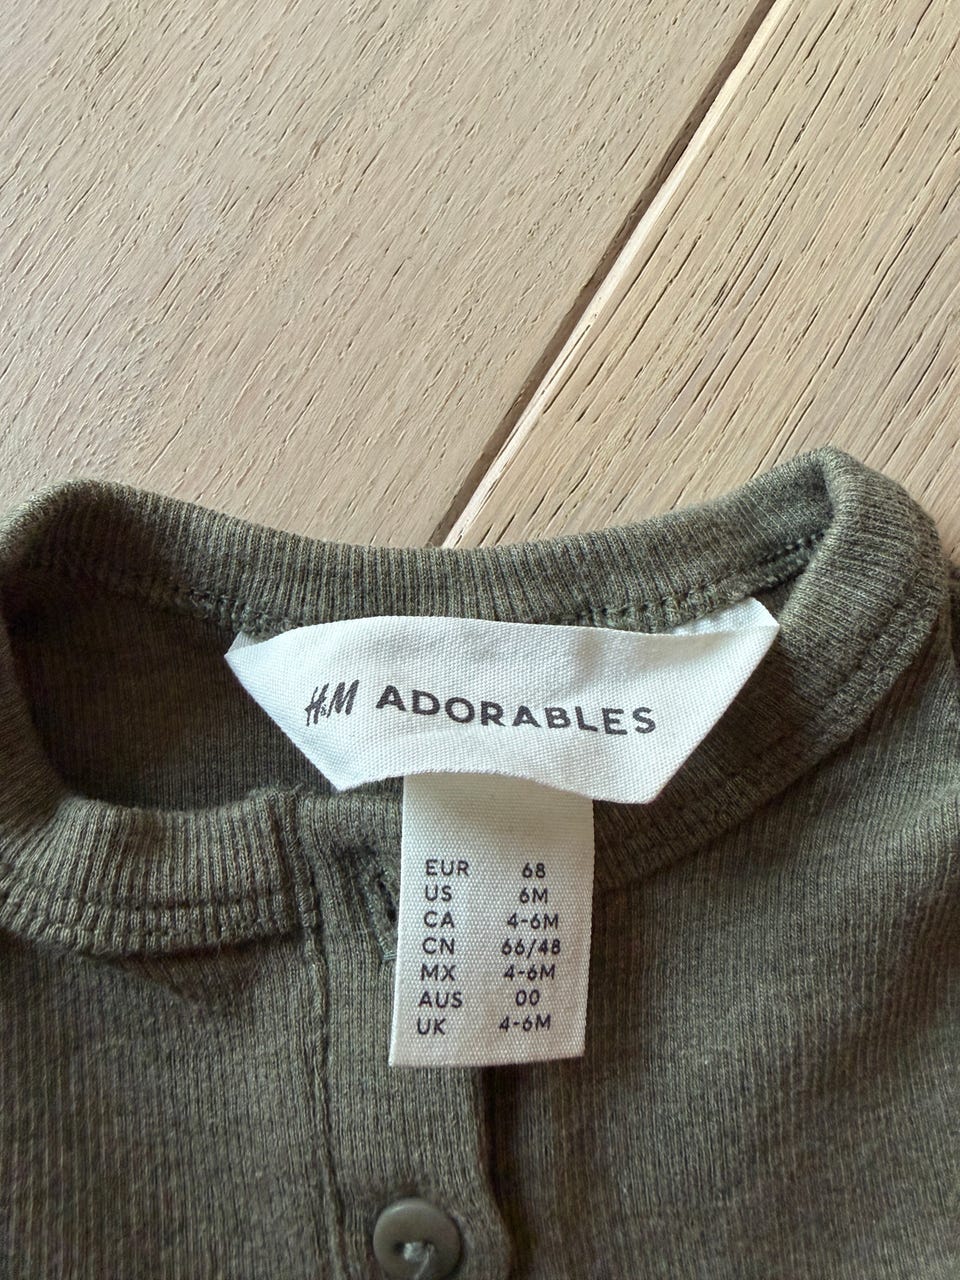 H&M ADORABLES
EUR 68
US 6M
CA 4-6M
CN 66/48
MX 4-6M
AUS 00
UK 4-6M